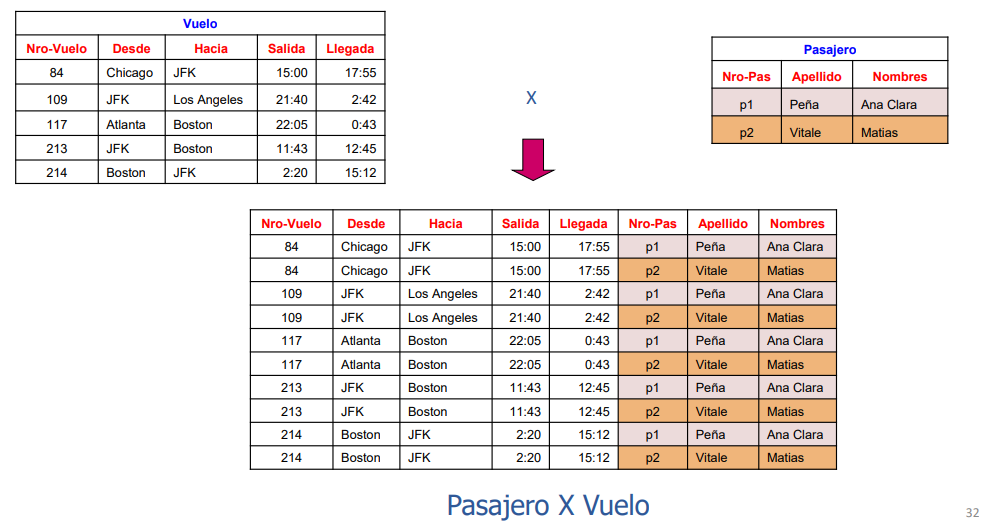 Vuelo
Nro-Vuelo Desde Hacia Salida Llegada
84 Chicago JFK 15:00 17:55
109 JFK Los Angeles 21:40 2:42
117 Atlanta Boston 22:05 0:43
213 JFK Boston 11:43 12:45
214 Boston JFK 2:20 15:12
X
Pasajero
Nro-Pas Apellido Nombres
p1 Peña Ana Clara
p2 Vitale Matias
Nro-Vuelo Desde Hacia Salida Llegada Nro-Pas Apellido Nombres
84 Chicago JFK 15:00 17:55 p1 Peña Ana Clara
84 Chicago JFK 15:00 17:55 p2 Vitale Matias
109 JFK Los Angeles 21:40 2:42 p1 Peña Ana Clara
109 JFK Los Angeles 21:40 2:42 p2 Vitale Matias
117 Atlanta Boston 22:05 0:43 p1 Peña Ana Clara
117 Atlanta Boston 22:05 0:43 p2 Vitale Matias
213 JFK Boston 11:43 12:45 p1 Peña Ana Clara
213 JFK Boston 11:43 12:45 p2 Vitale Matias
214 Boston JFK 2:20 15:12 p1 Peña Ana Clara
214 Boston JFK 2:20 15:12 p2 Vitale Matias
Pasajero X Vuelo
32